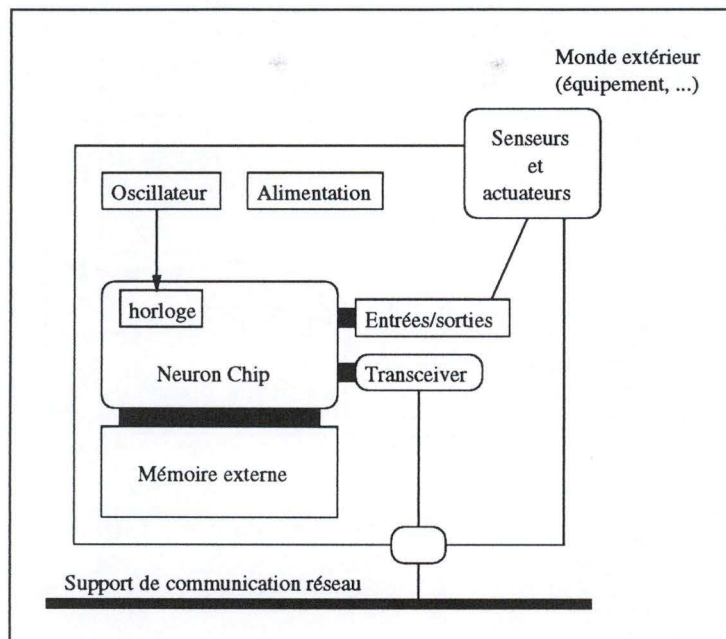 Monde extérieur
(équipement, ...)
Senseurs
et
actuateurs
Oscillateur
Alimentation
horloge
Entrées/sorties
Neuron Chip
Transceiver
Mémoire externe
Support de communication réseau